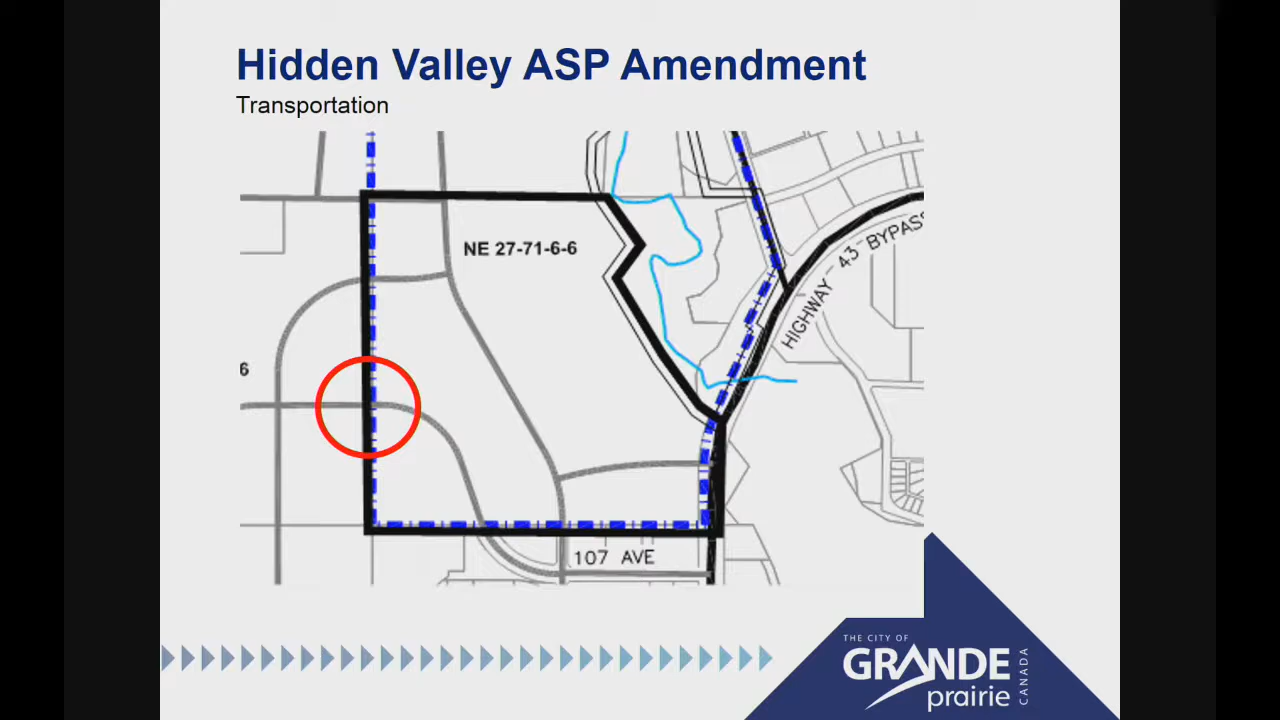 Hidden Valley ASP Amendment
Transportation
NE 27-71-6-6
HIGHWAY 43 BYPASS
6
107 AVE
THE CITY OF
GRANDE
prairie
CANADA